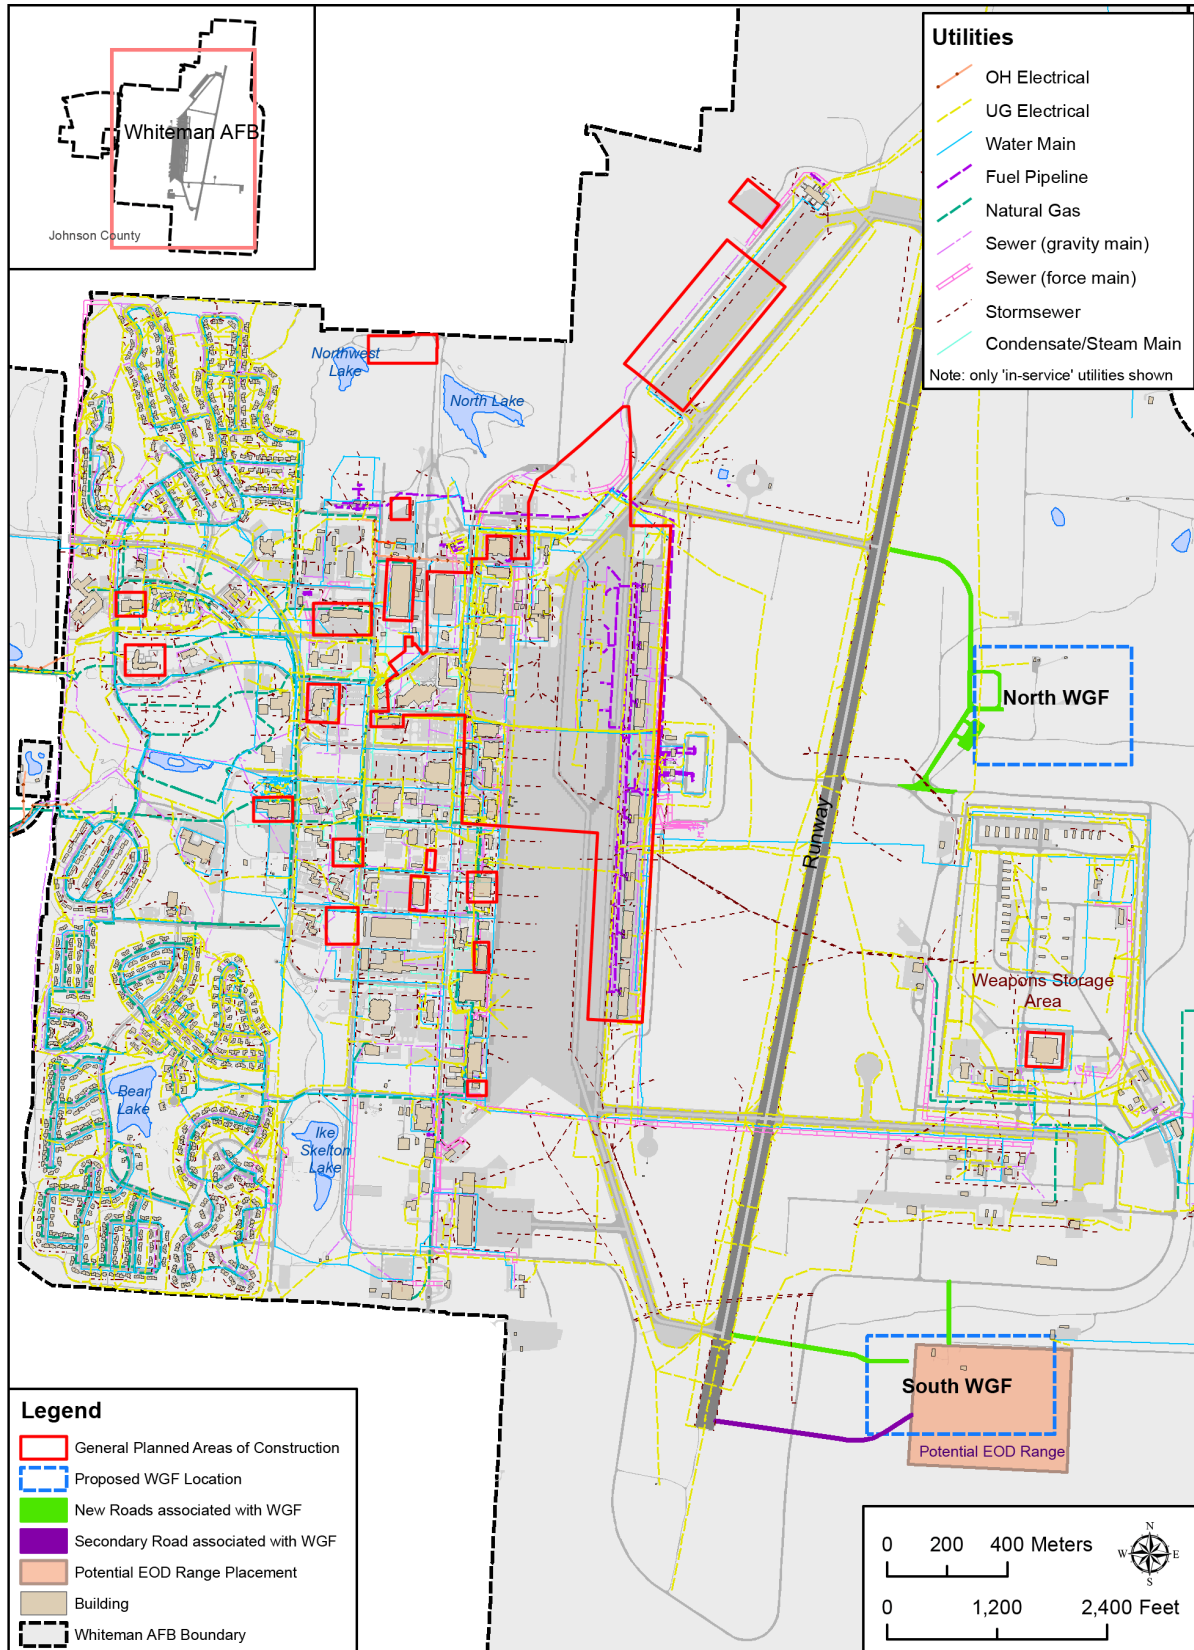 Whiteman AFB
Johnson County
Utilities
OH Electrical
UG Electrical
Water Main
Fuel Pipeline
Natural Gas
Sewer (gravity main)
Sewer (force main)
Stormsewer
Condensate/Steam Main
Note: only 'in-service' utilities shown
Northwest
Lake
North Lake
North WGF
Runway
Weapons Storage
Area
Bear
Lake
Ike
Skelton
Lake
South WGF
Potential EOD Range
Legend
General Planned Areas of Construction
Proposed WGF Location
New Roads associated with WGF
Secondary Road associated with WGF
Potential EOD Range Placement
Building
Whiteman AFB Boundary
0 200 400 Meters
N
W E
S
0 1,200 2,400 Feet